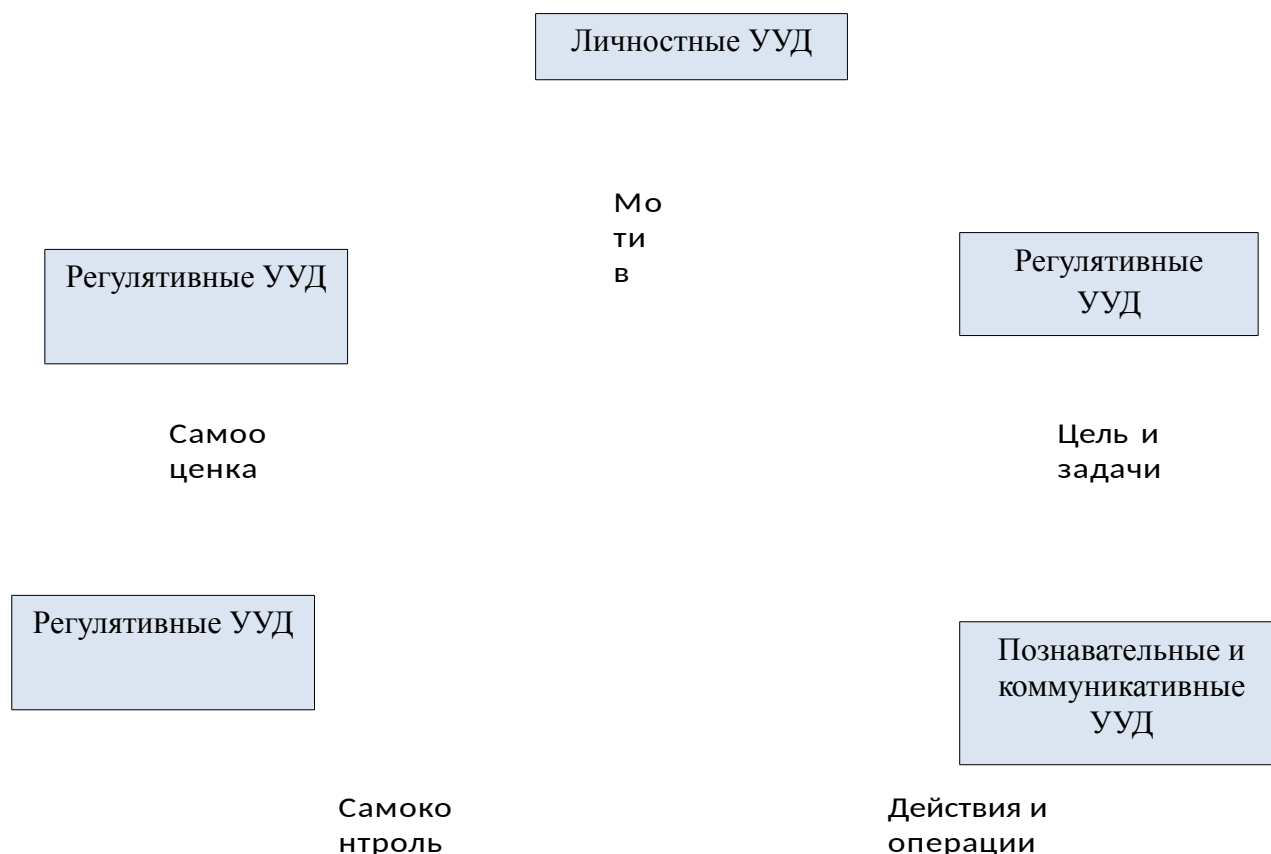 Личностные УУД
Мо
ти
в
Регулятивные УУД
Регулятивные
УУД
Самоо
ценка
Цель и
задачи
Регулятивные УУД
Познавательные и
коммуникативные
УУД
Самоко
нтроль
Действия и
операции